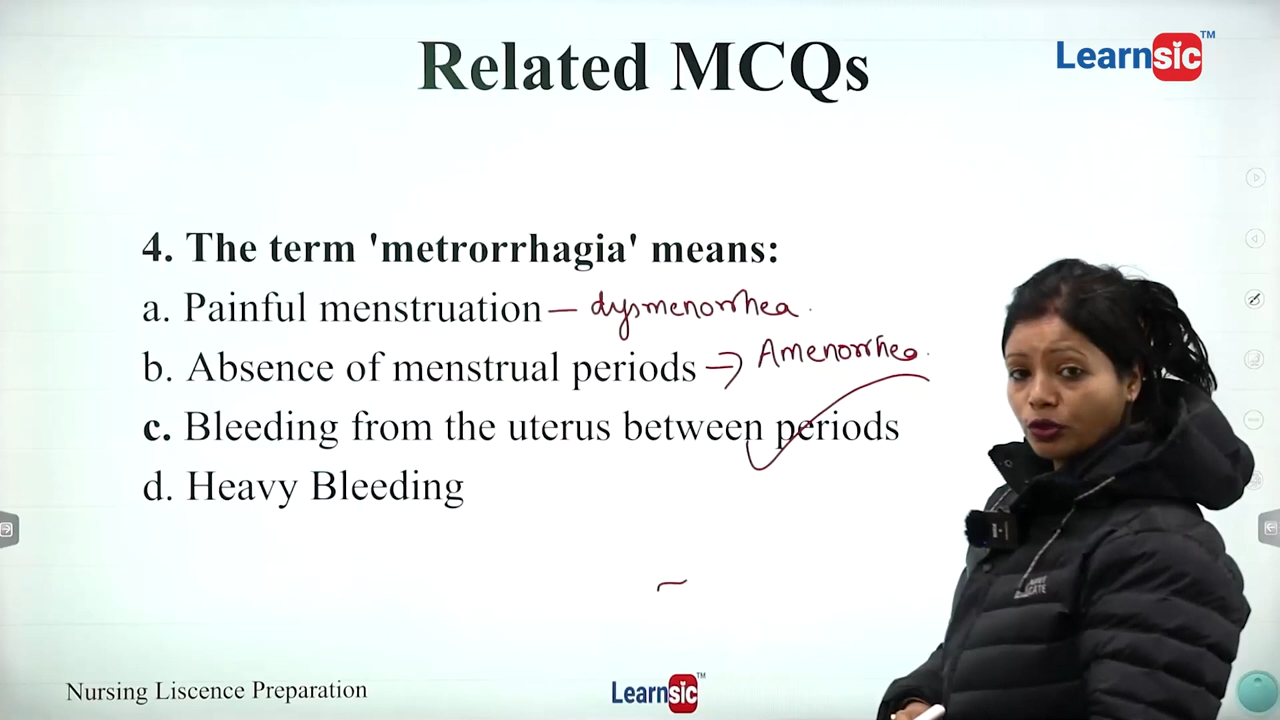 Related MCQs
Learnsic™
4. The term 'metrorrhagia' means:
a. Painful menstruation — dysmenorrhea.
b. Absence of menstrual periods → Amenorrhea.
c. Bleeding from the uterus between periods
d. Heavy Bleeding
Nursing Liscence Preparation
Learnsic™